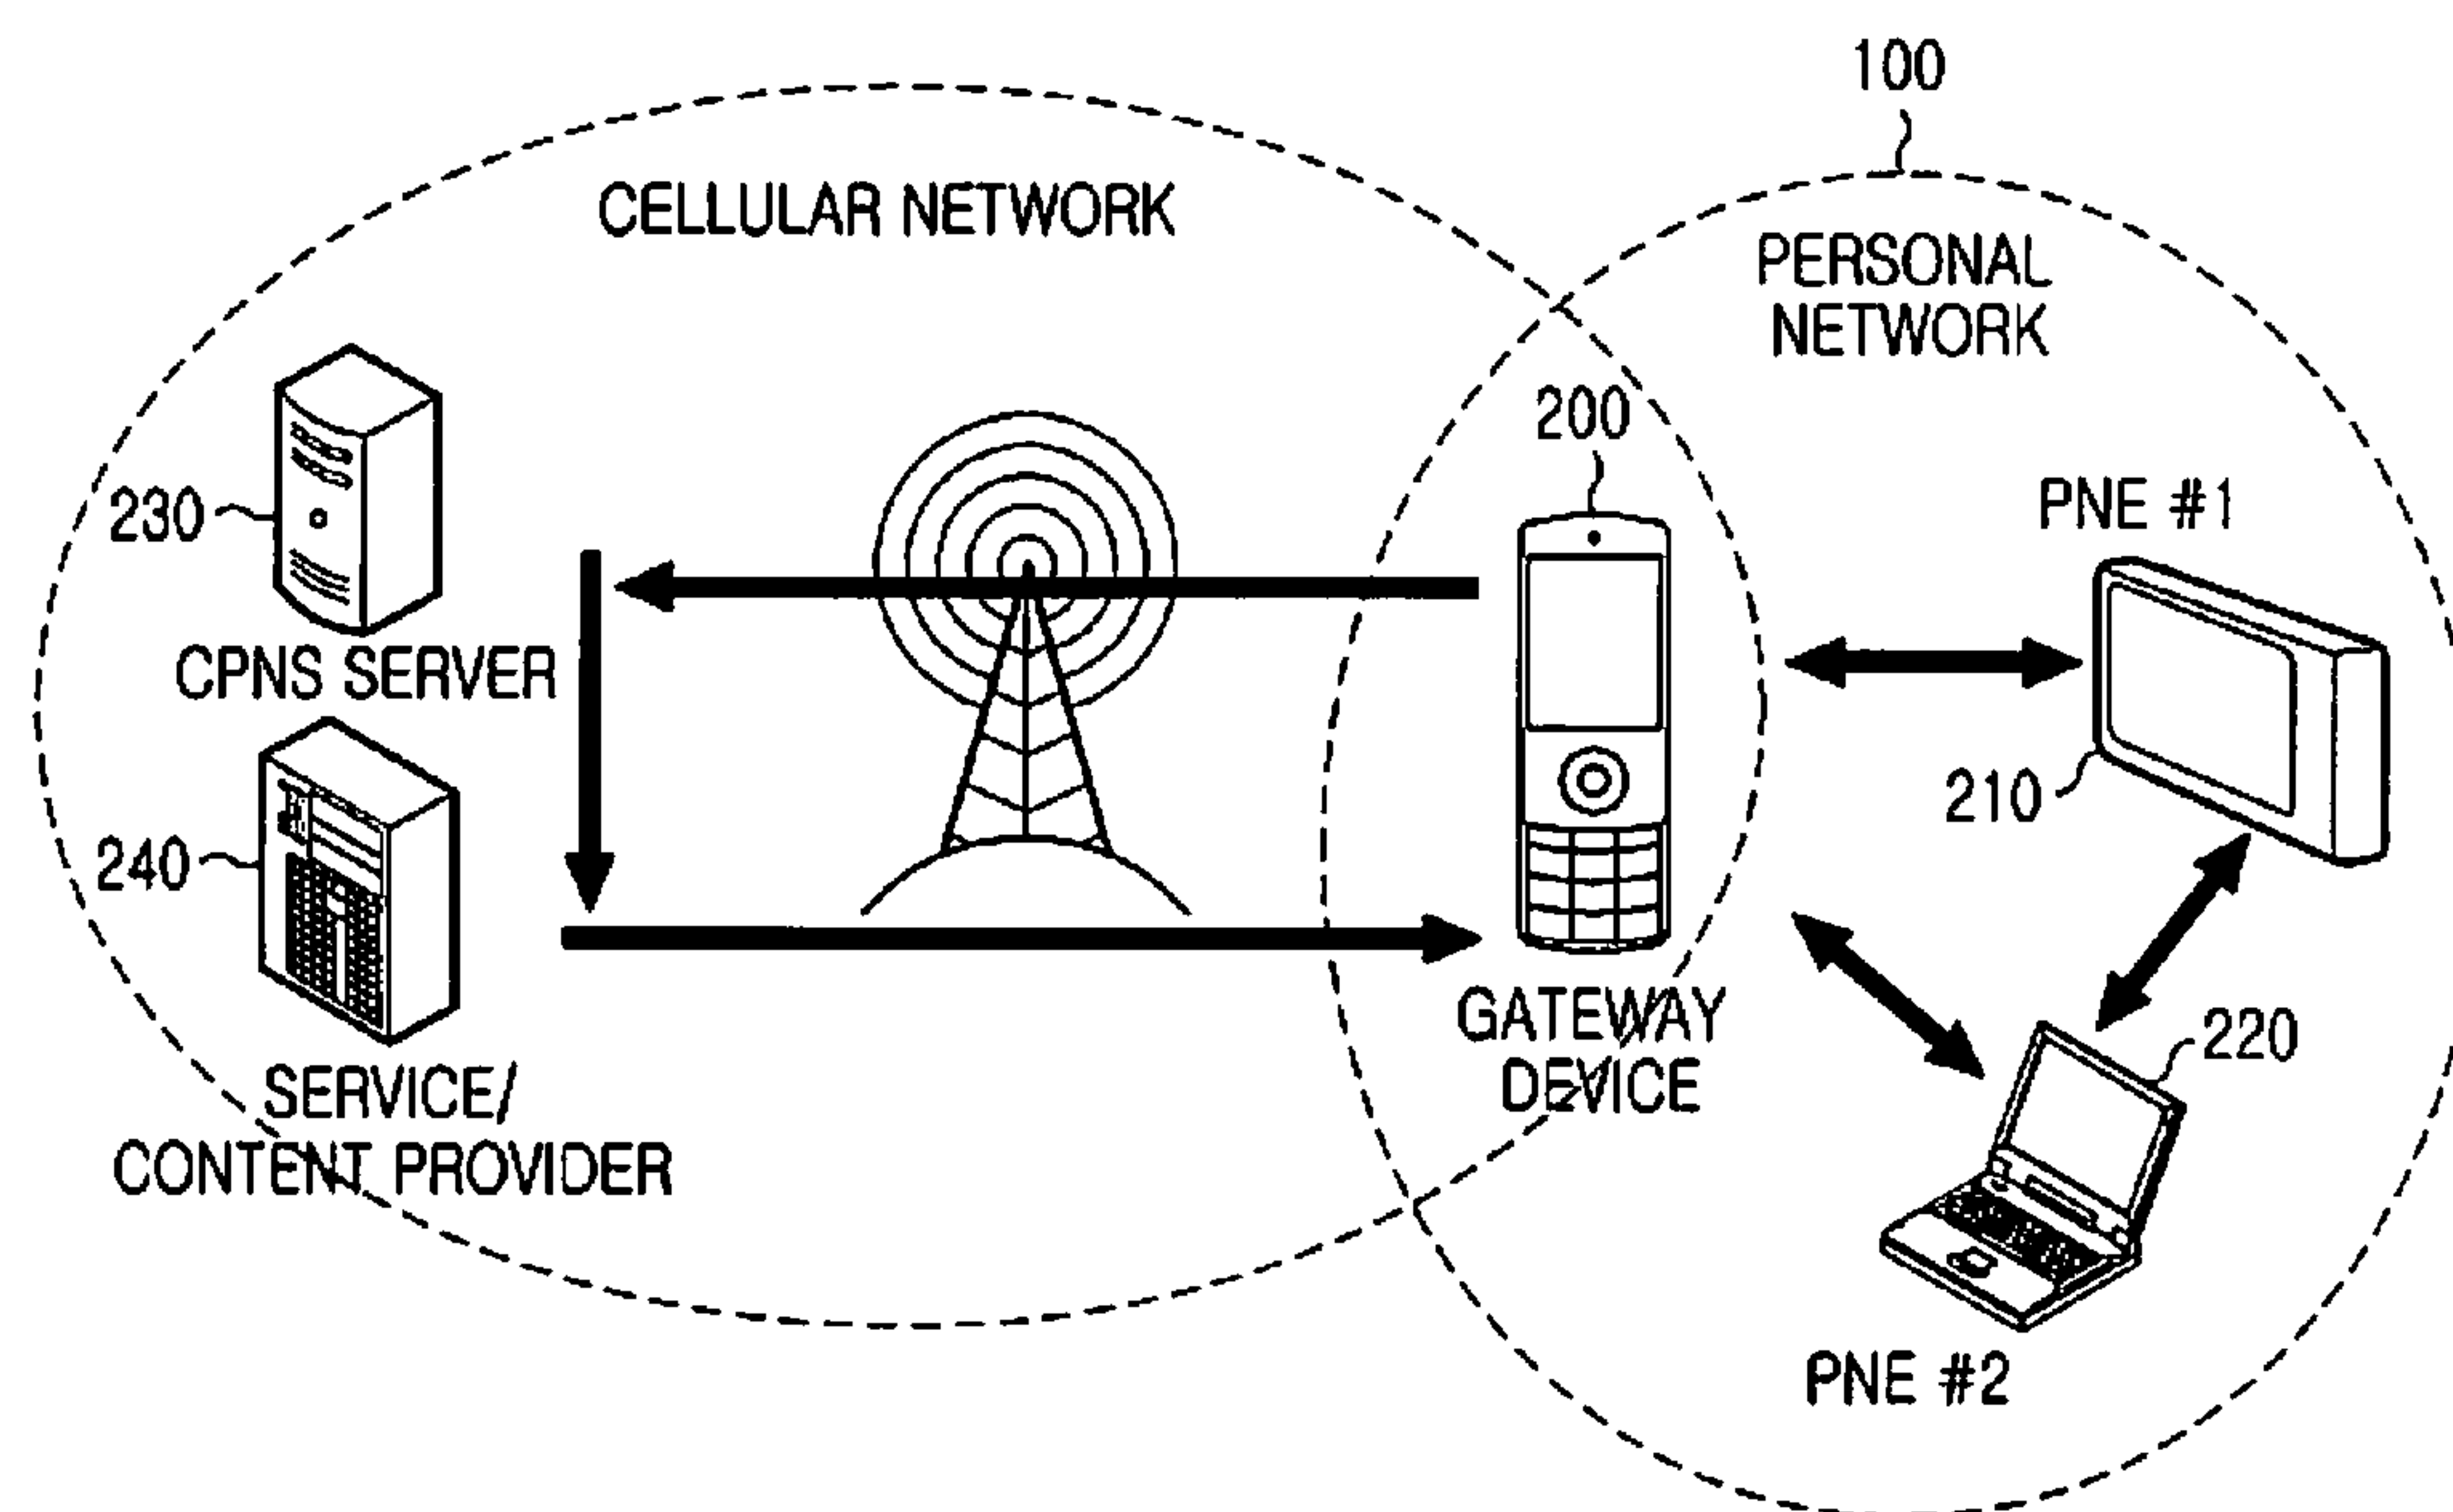 100
CELLULAR NETWORK
PERSONAL
NETWORK
200
PNE #1
230
CPNS SERVER
210
240
GATEWAY
DEVICE
220
SERVICE/
CONTENT PROVIDER
PNE #2